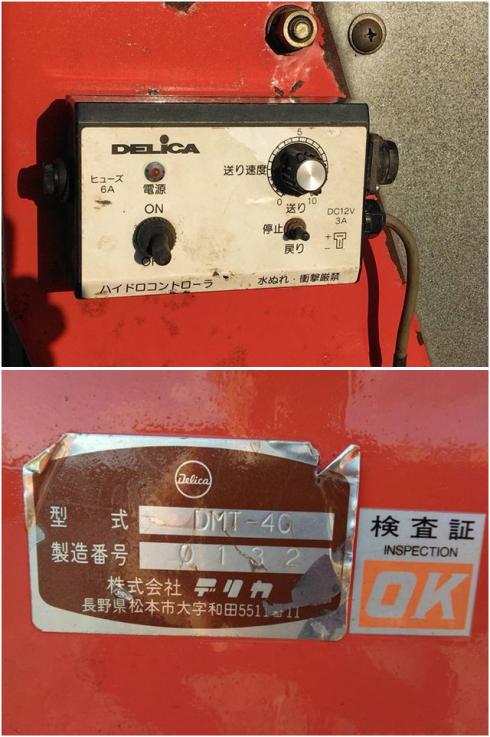 DELICA
ヒューズ
6A
電源
ON
送り速度
5
0
10
送り
停止
戻り
DC12V
3A
+
-
ハイドロコントローラ
水ぬれ・衝撃厳禁
Delica
型 式 DMT-40
製造番号 0132
株式会社 デリカ
長野県松本市大字和田5511
検査証
INSPECTION
OK